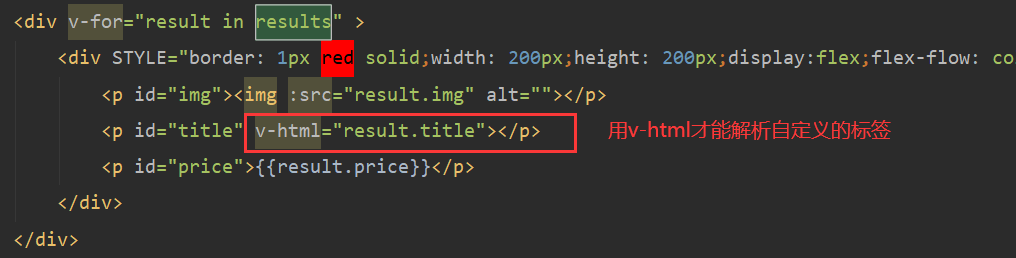 <div v-for="result in results" >
<div STYLE="border: 1px red solid;width: 200px;height: 200px;display:flex;flex-flow: co
<p id="img"><img :src="result.img" alt=""></p>
<p id="title" v-html="result.title"></p> 用v-html才能解析自定义的标签
<p id="price">{{result.price}}</p>
</div>
</div>